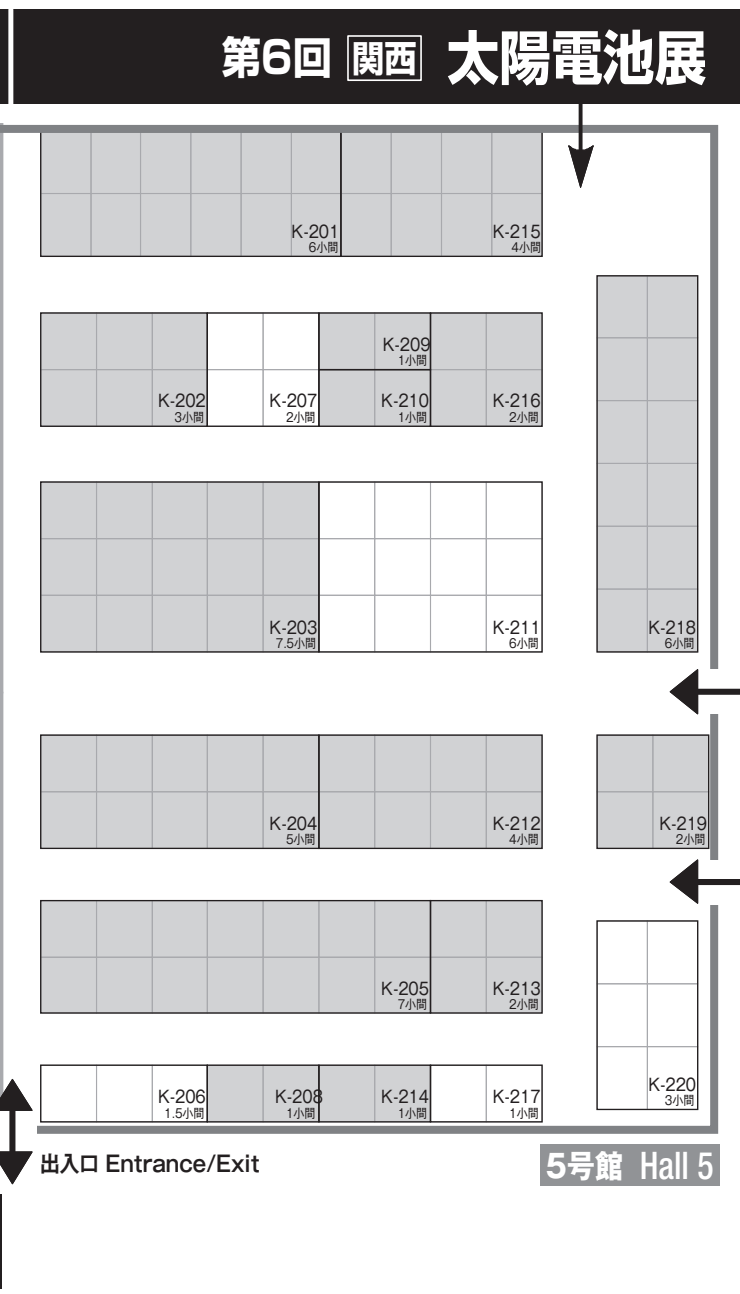 第6回 関西 太陽電池展
K-201
6小間
K-215
4小間
K-209
1小間
K-202
3小間
K-207
2小間
K-210
1小間
K-216
2小間
K-203
7.5小間
K-211
6小間
K-218
6小間
K-204
5小間
K-212
4小間
K-219
2小間
K-205
7小間
K-213
2小間
K-206
1.5小間
K-208
1小間
K-214
1小間
K-217
1小間
K-220
3小間
出入口 Entrance/Exit
5号館 Hall 5